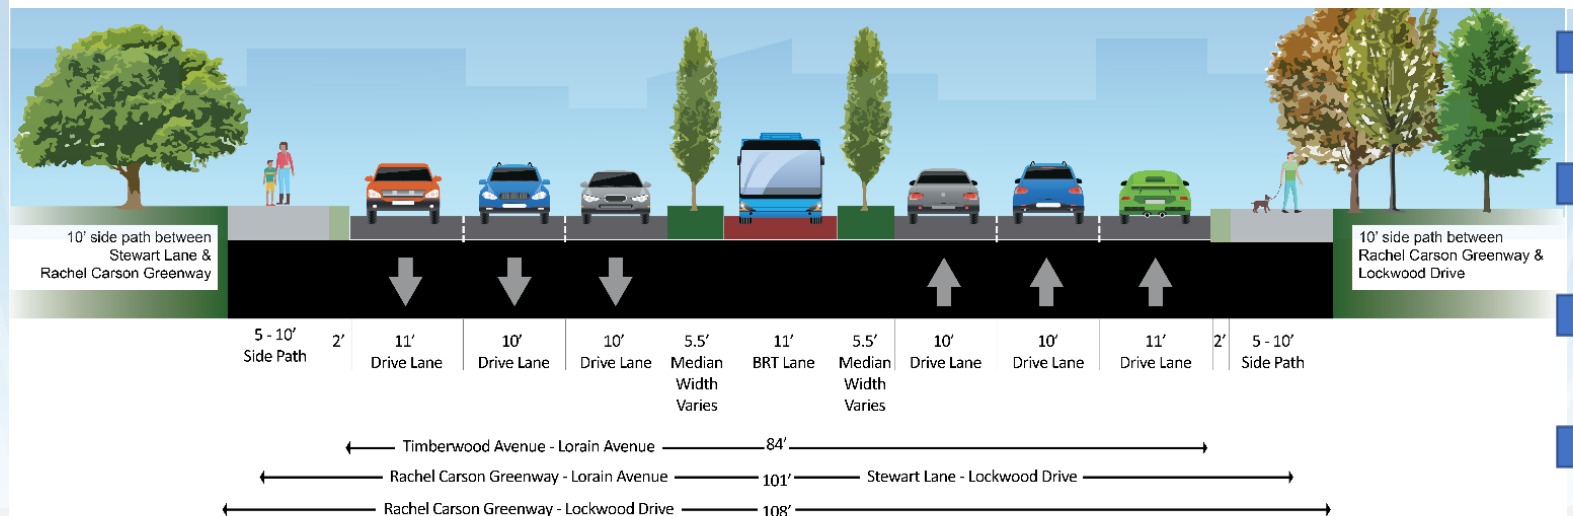 10' side path between
Stewart Lane &
Rachel Carson Greenway
10' side path between
Rachel Carson Greenway &
Lockwood Drive
5 - 10'
Side Path
2'
11'
Drive Lane
10'
Drive Lane
10'
Drive Lane
5.5'
Median
Width
Varies
11'
BRT Lane
5.5'
Median
Width
Varies
10'
Drive Lane
10'
Drive Lane
11'
Drive Lane
2'
5 - 10'
Side Path
Timberwood Avenue - Lorain Avenue 84'
Rachel Carson Greenway - Lorain Avenue 101' Stewart Lane - Lockwood Drive
Rachel Carson Greenway - Lockwood Drive 108'